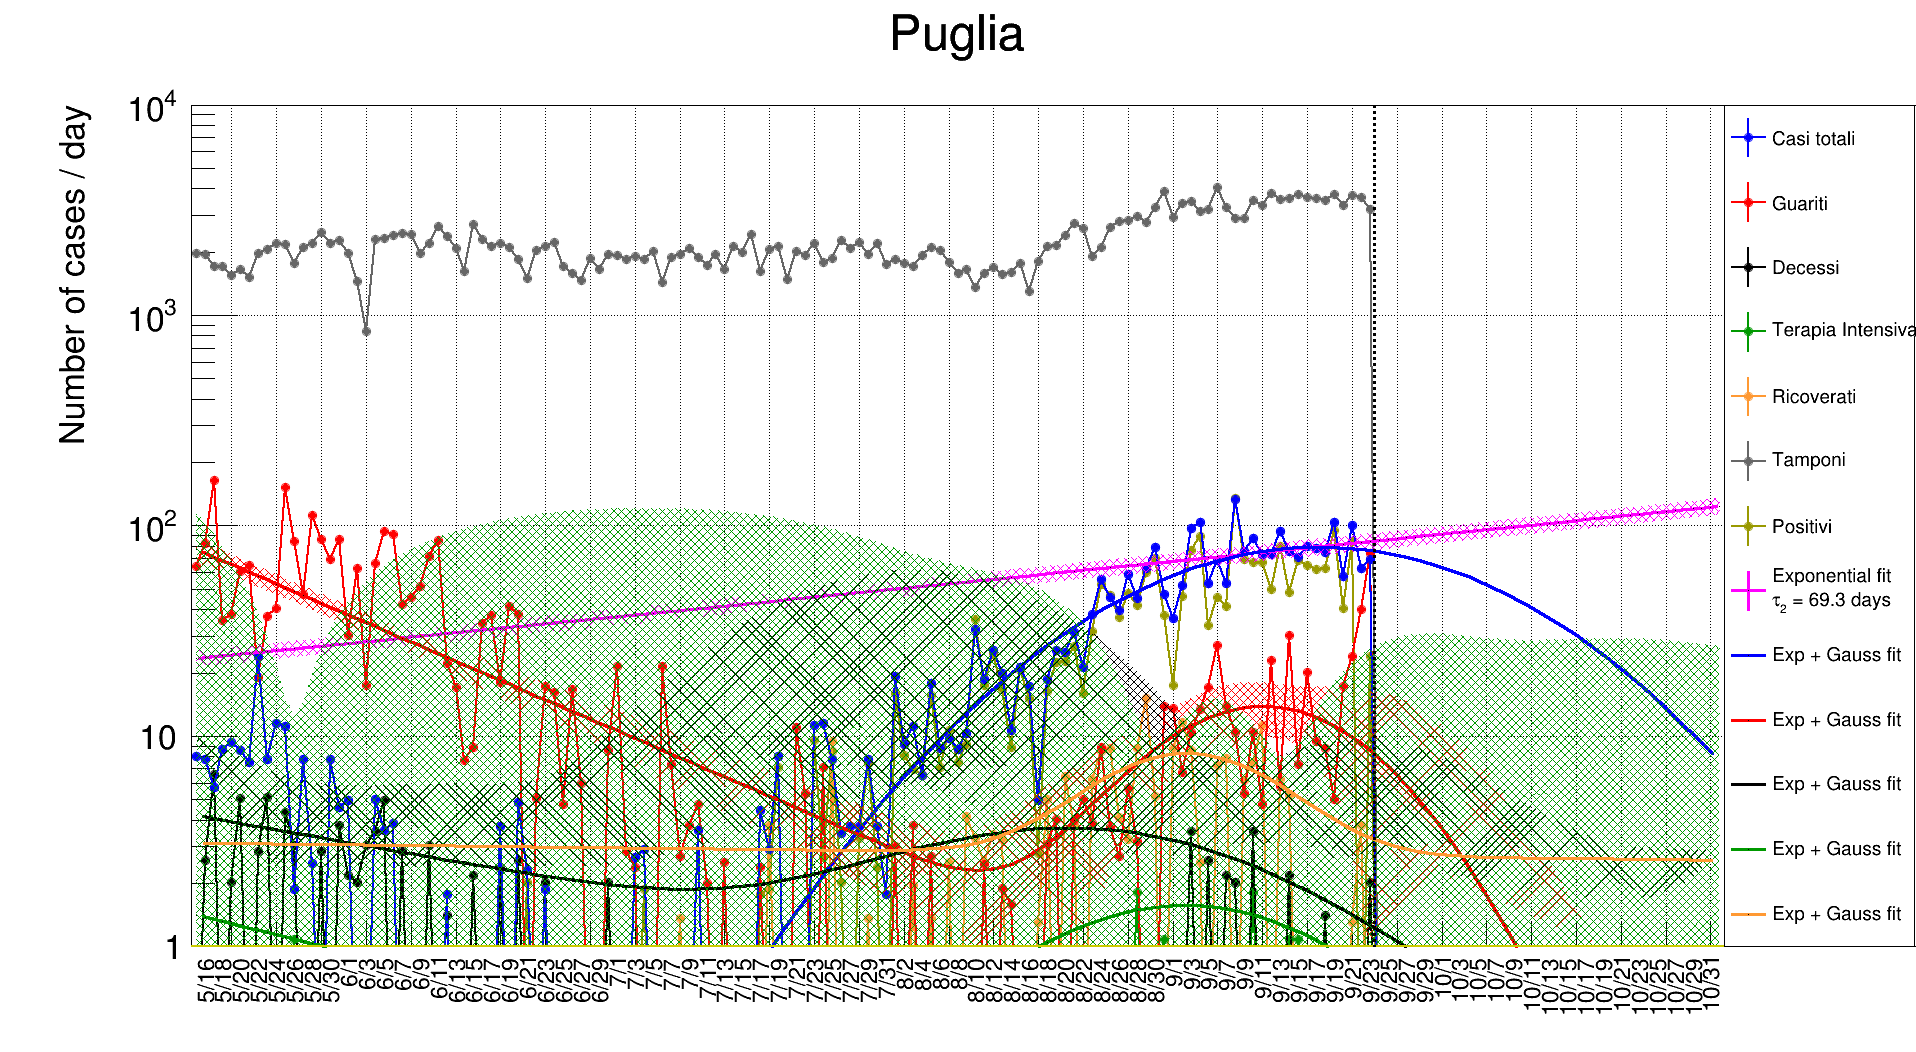 Puglia
Number of cases / day
10^4
10^3
10^2
10
1
5/16 5/18 5/20 5/22 5/24 5/26 5/28 5/30 6/1 6/3 6/5 6/7 6/9 6/11 6/13 6/15 6/17 6/19 6/21 6/23 6/25 6/27 6/29 7/1 7/3 7/5 7/7 7/9 7/11 7/13 7/15 7/17 7/19 7/21 7/23 7/25 7/27 7/29 7/31 8/2 8/4 8/6 8/8 8/10 8/12 8/14 8/16 8/18 8/20 8/22 8/24 8/26 8/28 8/30 9/1 9/3 9/5 9/7 9/9 9/11 9/13 9/15 9/17 9/19 9/21 9/23 9/25 9/27 9/29 10/1 10/3 10/5 10/7 10/9 10/11 10/13 10/15 10/17 10/19 10/21 10/23 10/25 10/27 10/29 10/31
Casi totali
Guariti
Decessi
Terapia Intensiva
Ricoverati
Tamponi
Positivi
Exponential fit
τ2 = 69.3 days
Exp + Gauss fit
Exp + Gauss fit
Exp + Gauss fit
Exp + Gauss fit
Exp + Gauss fit